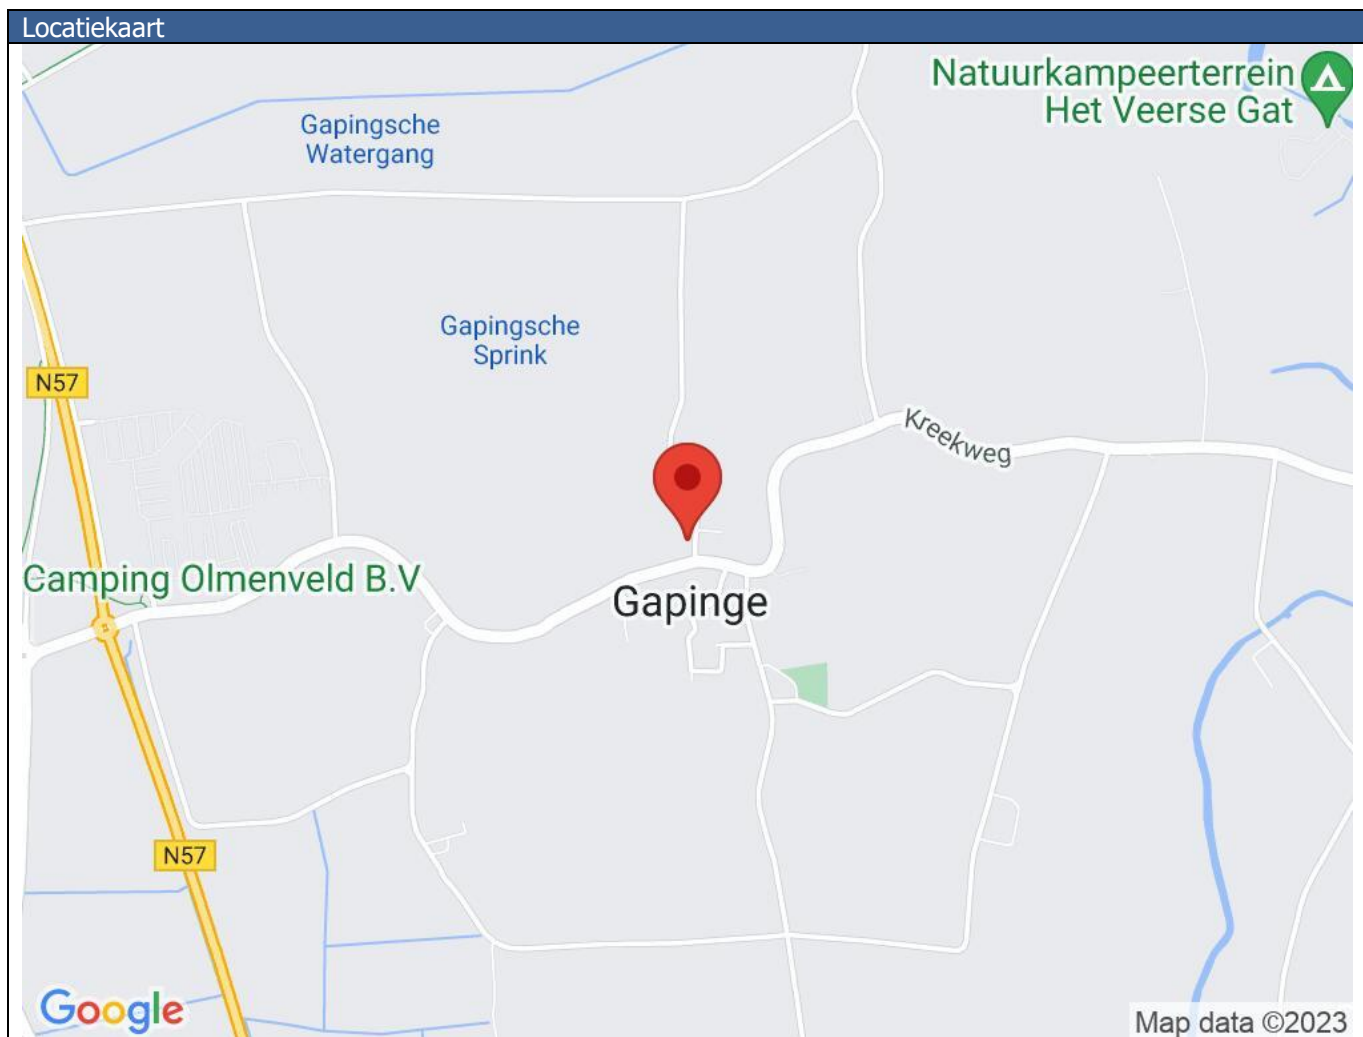 Locatiekaart
Natuurkampeerterrein
Het Veerse Gat
Gapingsche
Watergang
Gapingsche
Sprink
N57
Kreekweg
Camping Olmenveld B.V
Gapinge
N57
Google
Map data ©2023